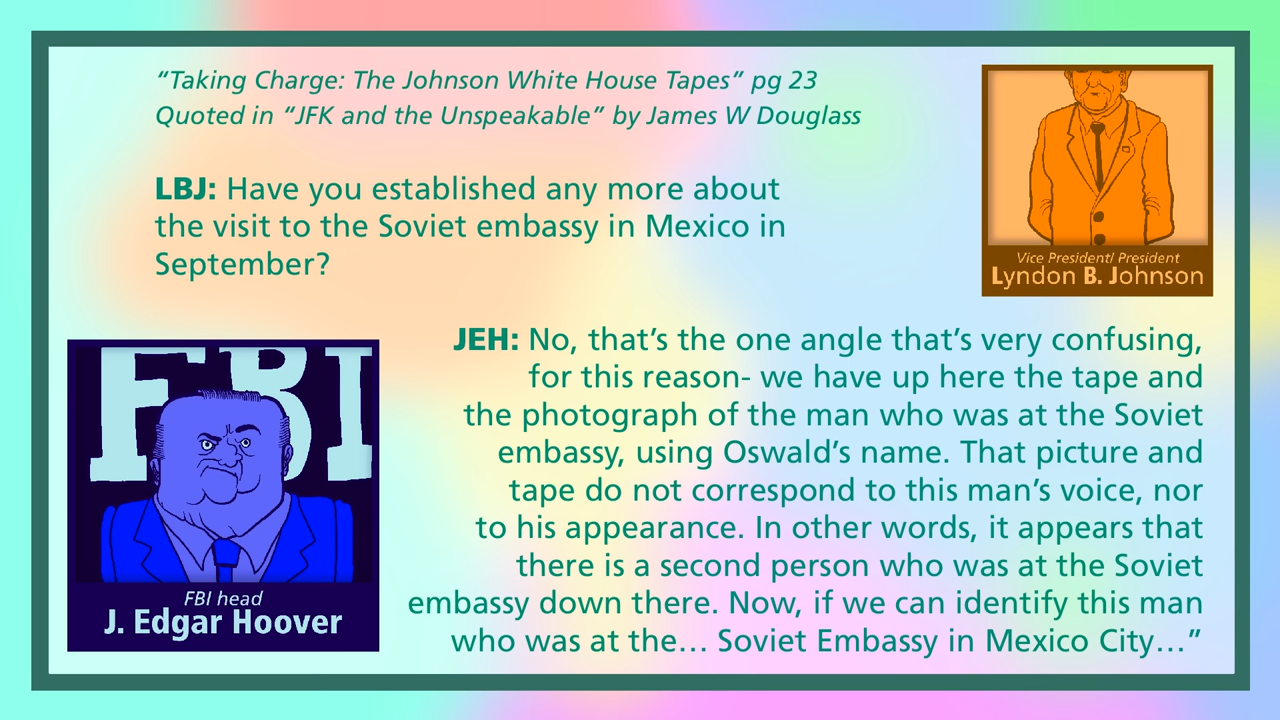 “Taking Charge: The Johnson White House Tapes” pg 23
Quoted in “JFK and the Unspeakable” by James W Douglass
LBJ: Have you established any more about
the visit to the Soviet embassy in Mexico in
September?
Vice President/ President
Lyndon B. Johnson
JEH: No, that’s the one angle that’s very confusing,
for this reason- we have up here the tape and
the photograph of the man who was at the Soviet
embassy, using Oswald’s name. That picture and
tape do not correspond to this man’s voice, nor
to his appearance. In other words, it appears that
there is a second person who was at the Soviet
embassy down there. Now, if we can identify this man
who was at the… Soviet Embassy in Mexico City…”
FBI
FBI head
J. Edgar Hoover